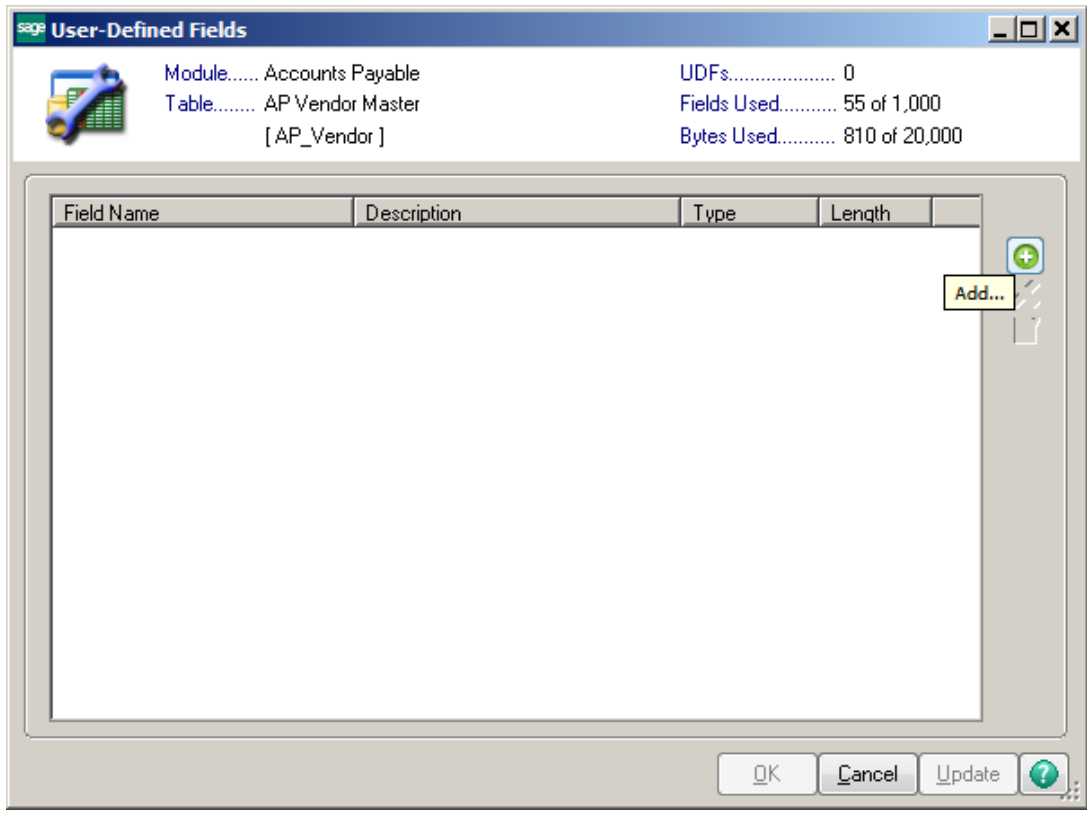 sage User-Defined Fields
Module...... Accounts Payable
UDFs................... 0
Table........ AP Vendor Master
Fields Used........... 55 of 1,000
[ AP_Vendor ]
Bytes Used........... 810 of 20,000
Field Name Description Type Length
Add...
OK Cancel Update ?